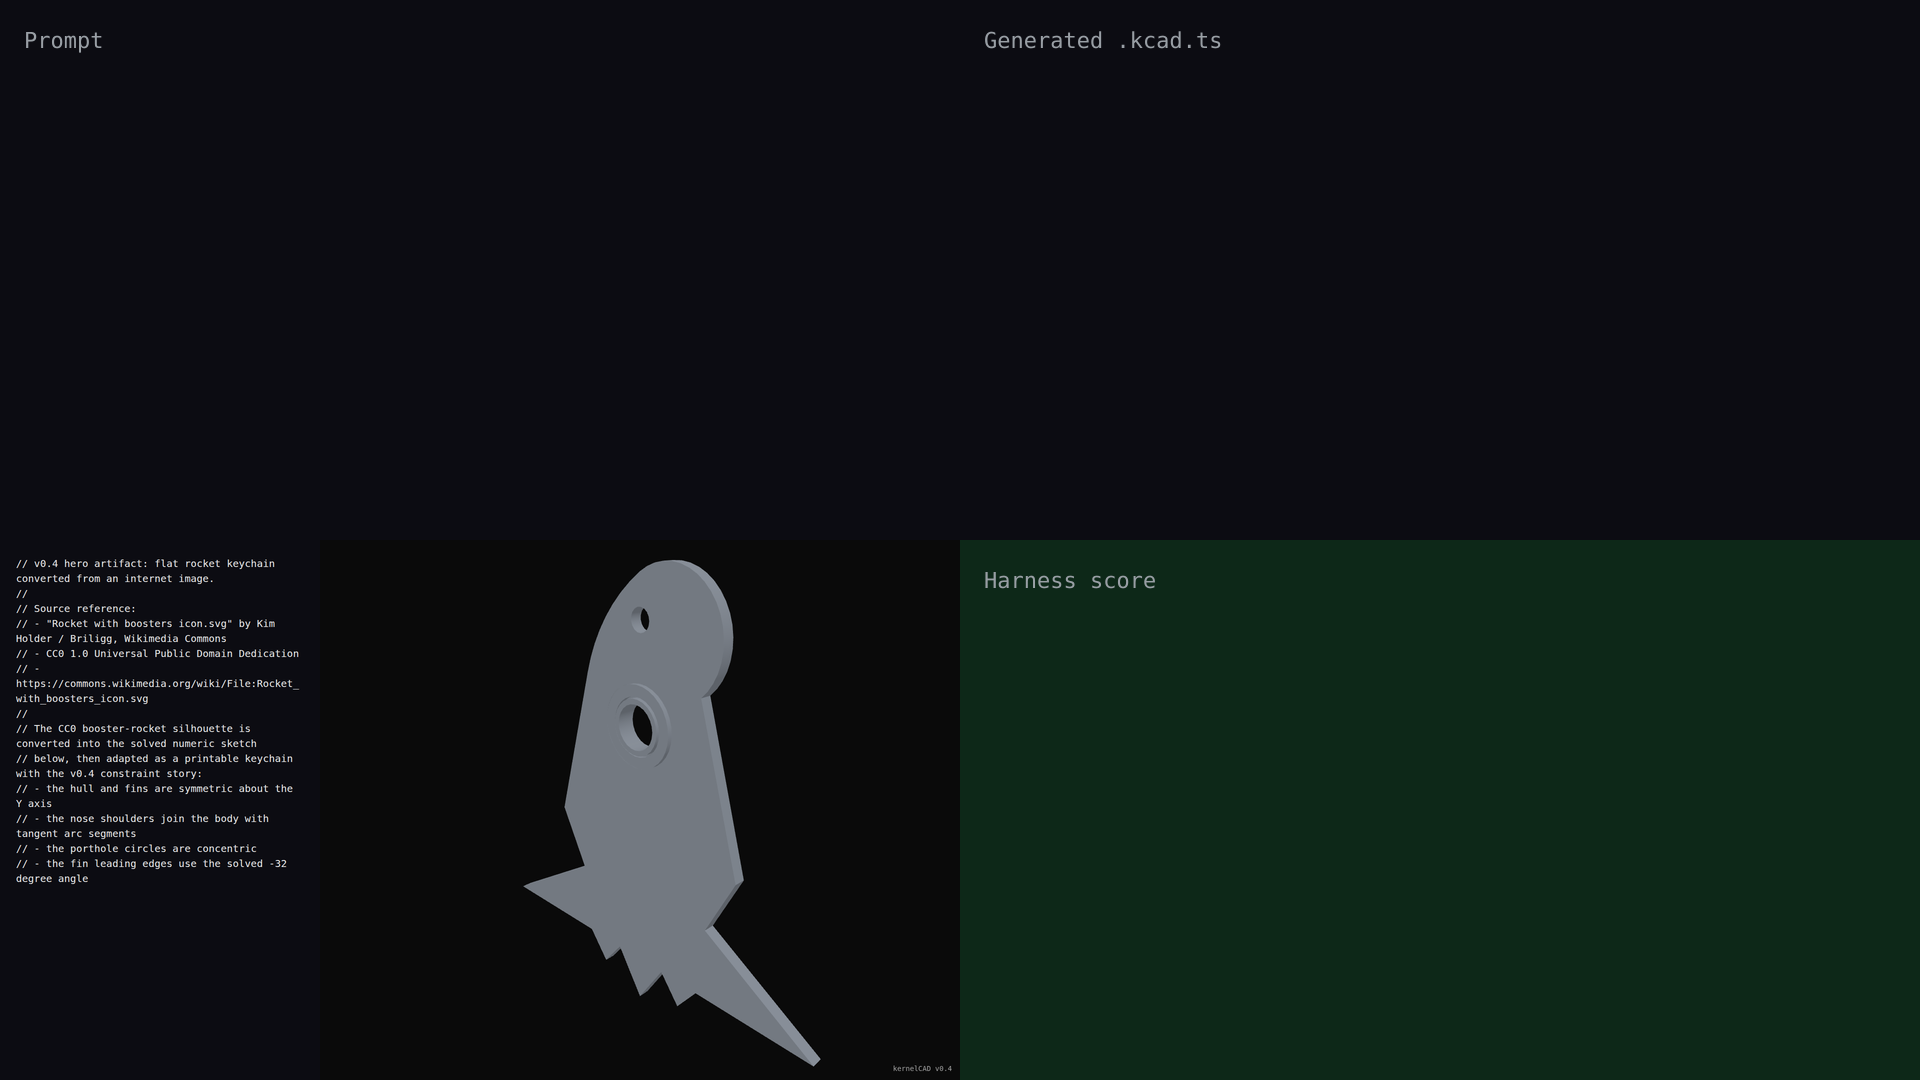 Prompt
Generated .kcad.ts
// v0.4 hero artifact: flat rocket keychain
converted from an internet image.
//
// Source reference:
// - "Rocket with boosters icon.svg" by Kim
Holder / Briligg, Wikimedia Commons
// - CC0 1.0 Universal Public Domain Dedication
// -
https://commons.wikimedia.org/wiki/File:Rocket_
with_boosters_icon.svg
//
// The CC0 booster-rocket silhouette is
converted into the solved numeric sketch
// below, then adapted as a printable keychain
with the v0.4 constraint story:
// - the hull and fins are symmetric about the
Y axis
// - the nose shoulders join the body with
tangent arc segments
// - the porthole circles are concentric
// - the fin leading edges use the solved -32
degree angle
kernelCAD v0.4
Harness score